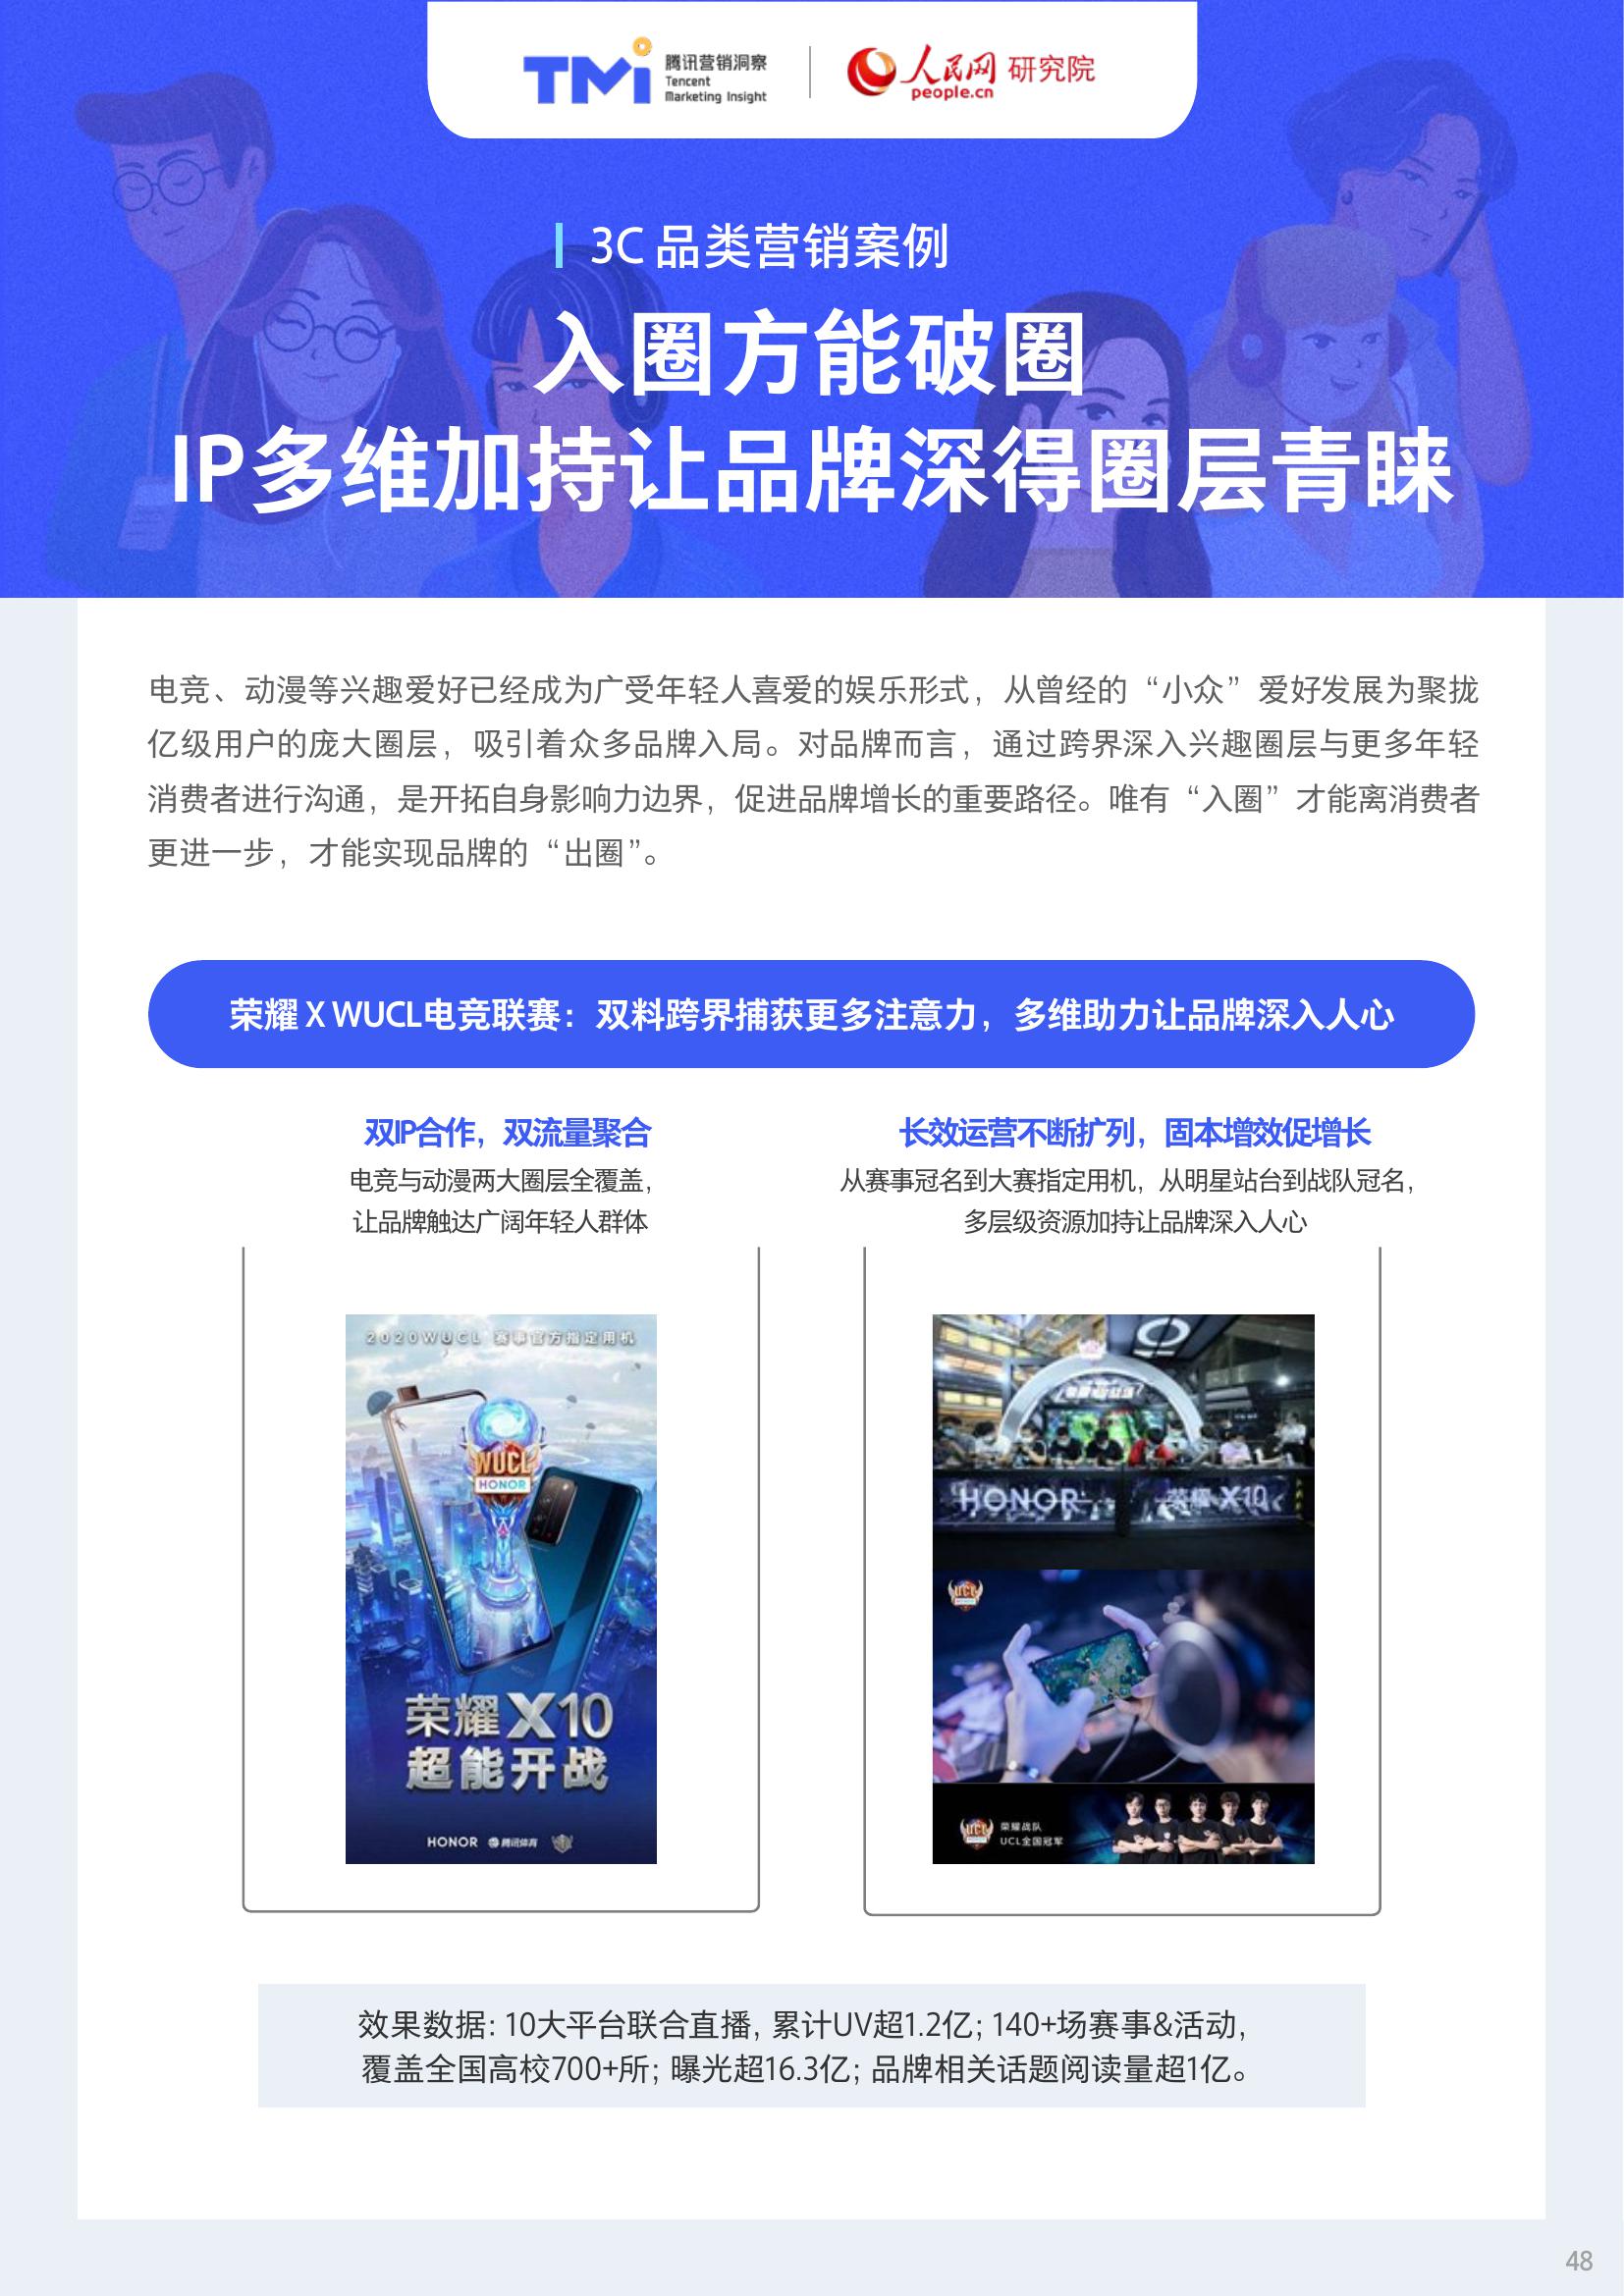 TMi 腾讯营销洞察
Tencent
Marketing Insight
人民网 研究院
people.cn
3C 品类营销案例
入圈方能破圈
IP多维加持让品牌深得圈层青睐
电竞、动漫等兴趣爱好已经成为广受年轻人喜爱的娱乐形式，从曾经的“小众”爱好发展为聚拢
亿级用户的庞大圈层，吸引着众多品牌入局。对品牌而言，通过跨界深入兴趣圈层与更多年轻
消费者进行沟通，是开拓自身影响力边界，促进品牌增长的重要路径。唯有“入圈”才能离消费者
更进一步，才能实现品牌的“出圈”。
荣耀 X WUCL电竞联赛：双料跨界捕获更多注意力，多维助力让品牌深入人心
双IP合作，双流量聚合
电竞与动漫两大圈层全覆盖，
让品牌触达广阔年轻人群体
长效运营不断扩列，固本增效促增长
从赛事冠名到大赛指定用机，从明星站台到战队冠名，
多层级资源加持让品牌深入人心
2020WUCL 赛事官方指定用机
WUCL
HONOR
荣耀X10
超能开战
HONOR 腾讯体育
HONOR 荣耀 X10
UCL
荣耀战队
UCL全国冠军
效果数据: 10大平台联合直播, 累计UV超1.2亿; 140+场赛事&活动,
覆盖全国高校700+所; 曝光超16.3亿; 品牌相关话题阅读量超1亿。
48